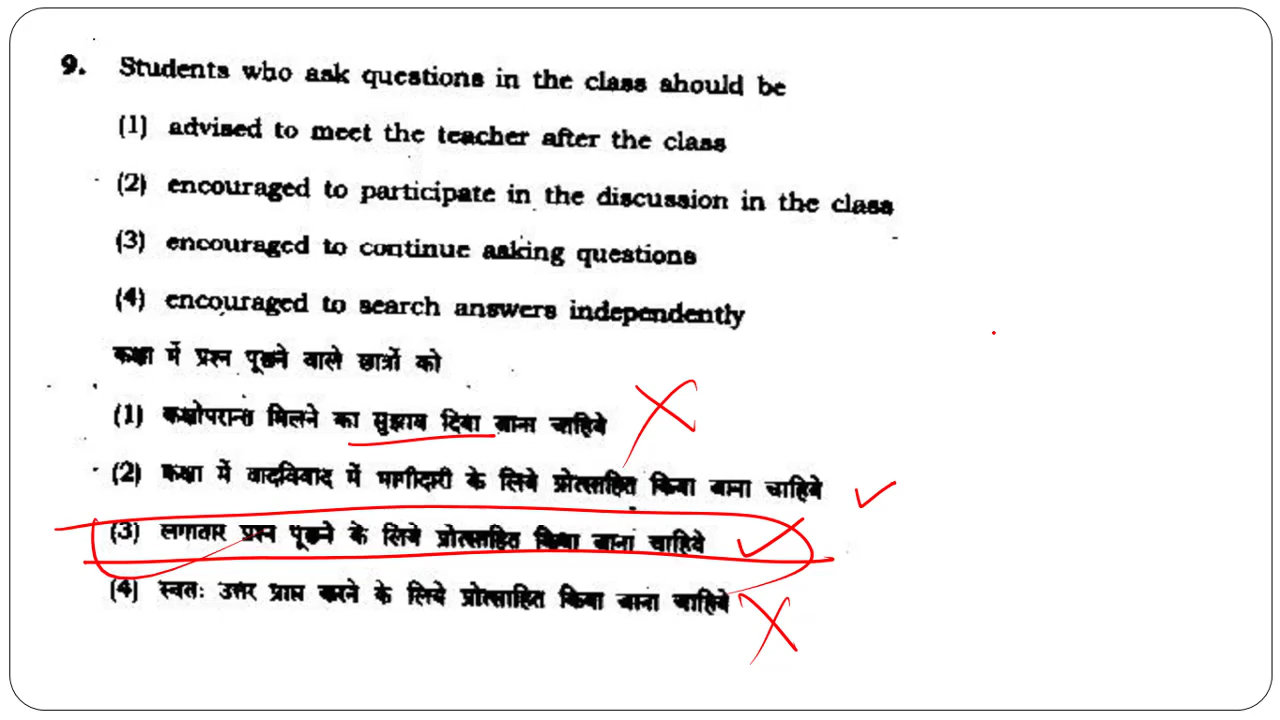 9. Students who ask questions in the class should be
(1) advised to meet the teacher after the class
(2) encouraged to participate in the discussion in the class
(3) encouraged to continue asking questions
(4) encouraged to search answers independently
कक्षा में प्रश्न पूछने वाले छात्रों को
(1) कक्षोपरान्त मिलने का सुझाव दिया जाना चाहिये
(2) कक्षा में वादविवाद में भागीदारी के लिये प्रोत्साहित किया जाना चाहिये
(3) लगातार प्रश्न पूछने के लिये प्रोत्साहित किया जाना चाहिये
(4) स्वतः उत्तर प्राप्त करने के लिये प्रोत्साहित किया जाना चाहिये